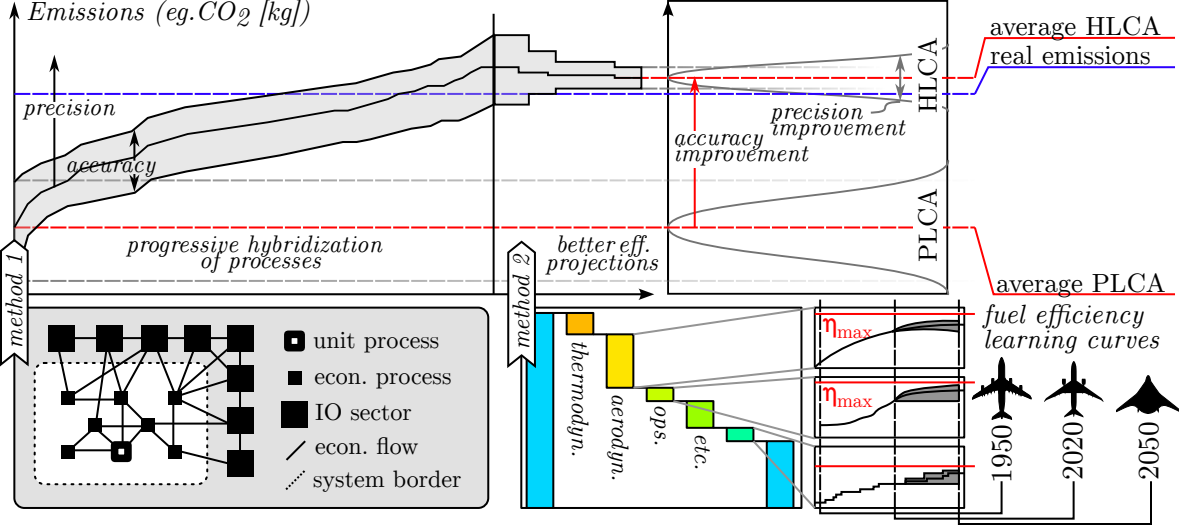 Emissions (eg.CO2 [kg])
precision
accuracy
progressive hybridization
of processes
better eff.
projections
accuracy
improvement
precision
improvement
HLCA
PLCA
average HLCA
real emissions
average PLCA
method 1
unit process
econ. process
IO sector
econ. flow
system border
method 2
thermodyn.
aerodyn.
ops.
etc.
ηmax
ηmax
fuel efficiency
learning curves
1950
2020
2050